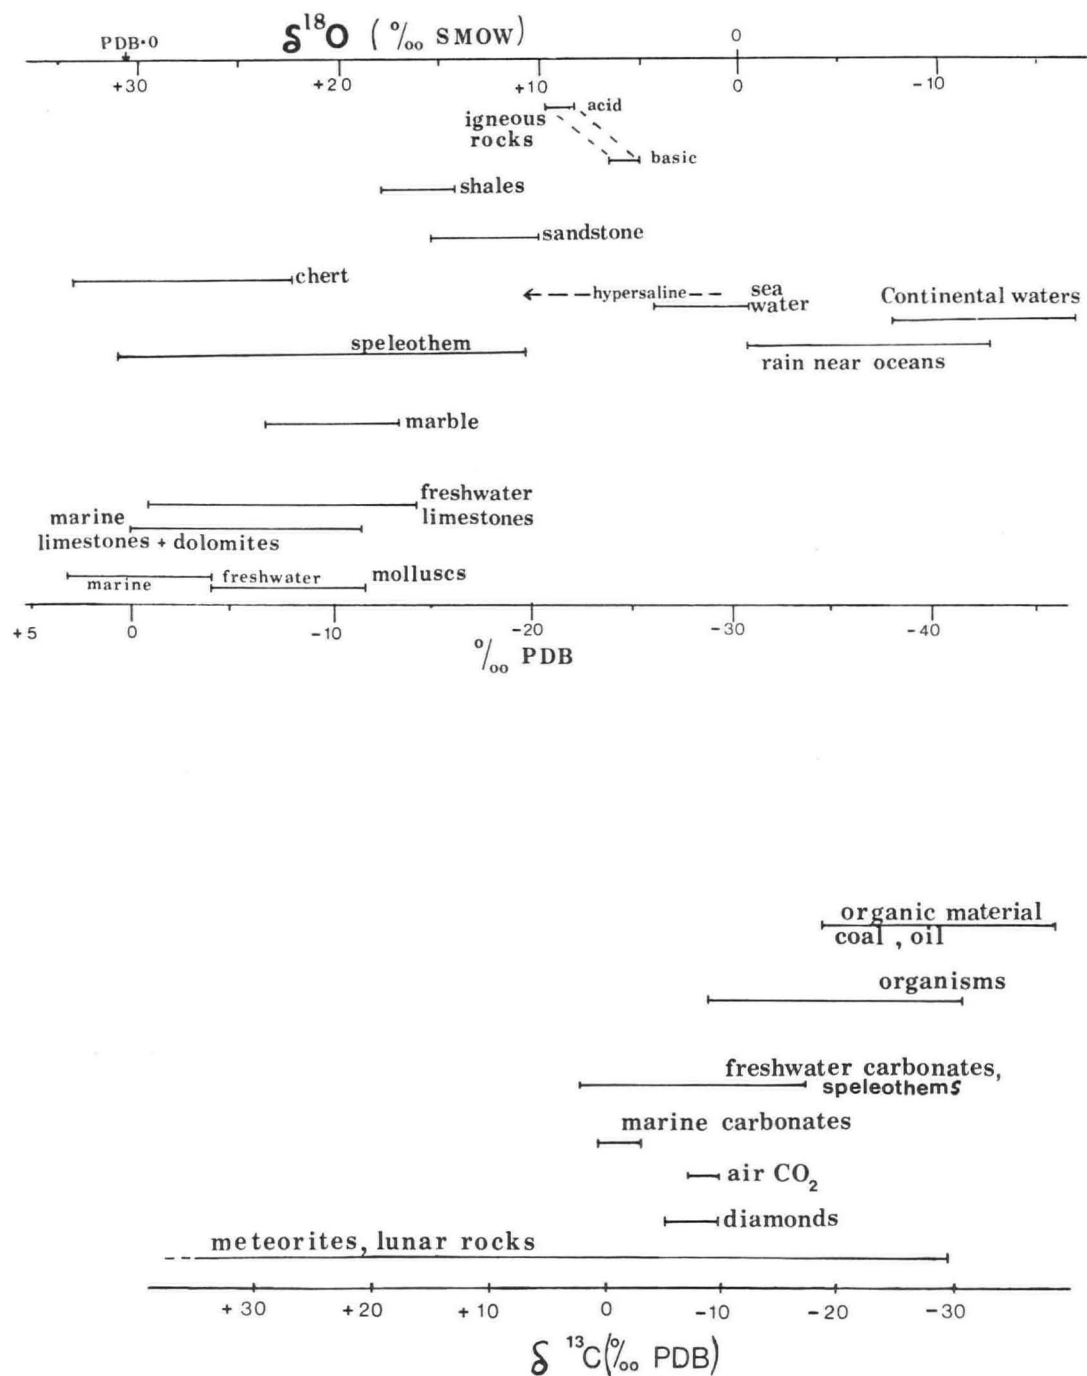 δ18O ( ‰ SMOW)
0
PDB·0
+30
+20
+10
0
-10
acid
igneous
rocks
basic
shales
sandstone
chert
hypersaline
sea
water
Continental waters
speleothem
rain near oceans
marble
freshwater
limestones
marine
limestones + dolomites
marine
freshwater
molluscs
+5
0
-10
-20
-30
-40
‰ PDB
organic material
coal , oil
organisms
freshwater carbonates,
speleothems
marine carbonates
air CO2
diamonds
meteorites, lunar rocks
+30
+20
+10
0
-10
-20
-30
δ 13C(‰ PDB)